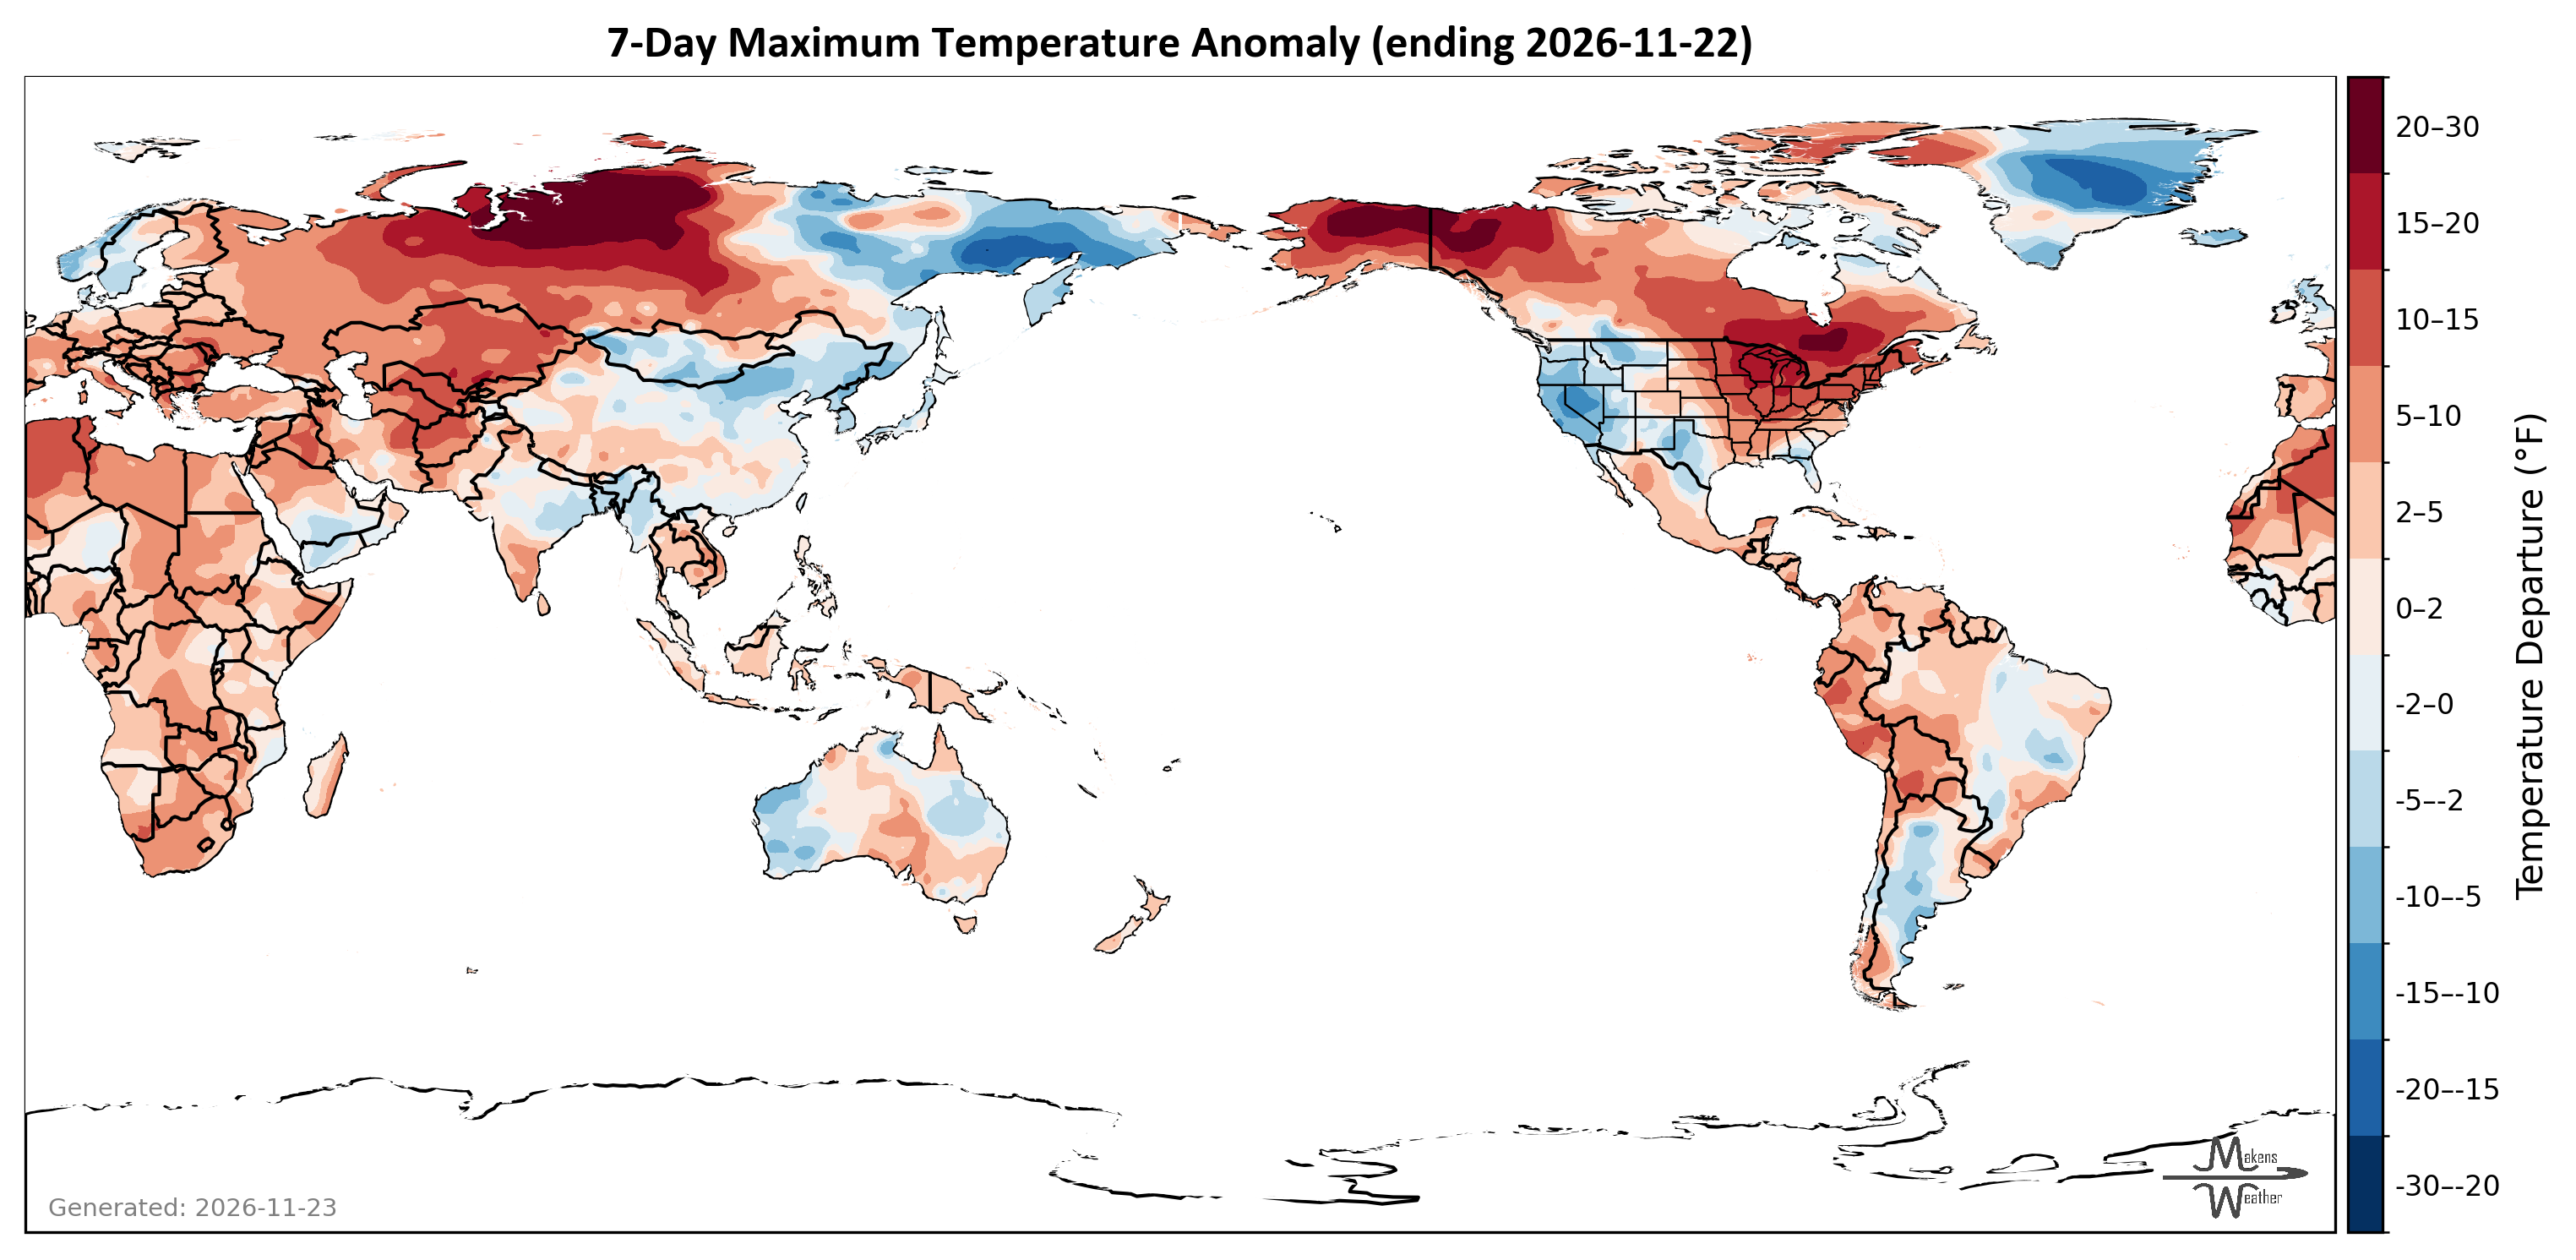 7-Day Maximum Temperature Anomaly (ending 2026-11-22)
20–30
15–20
10–15
5–10
2–5
0–2
-2–0
-5–-2
-10–-5
-15–-10
-20–-15
-30–-20
Temperature Departure (°F)
Generated: 2026-11-23
Makens
Weather